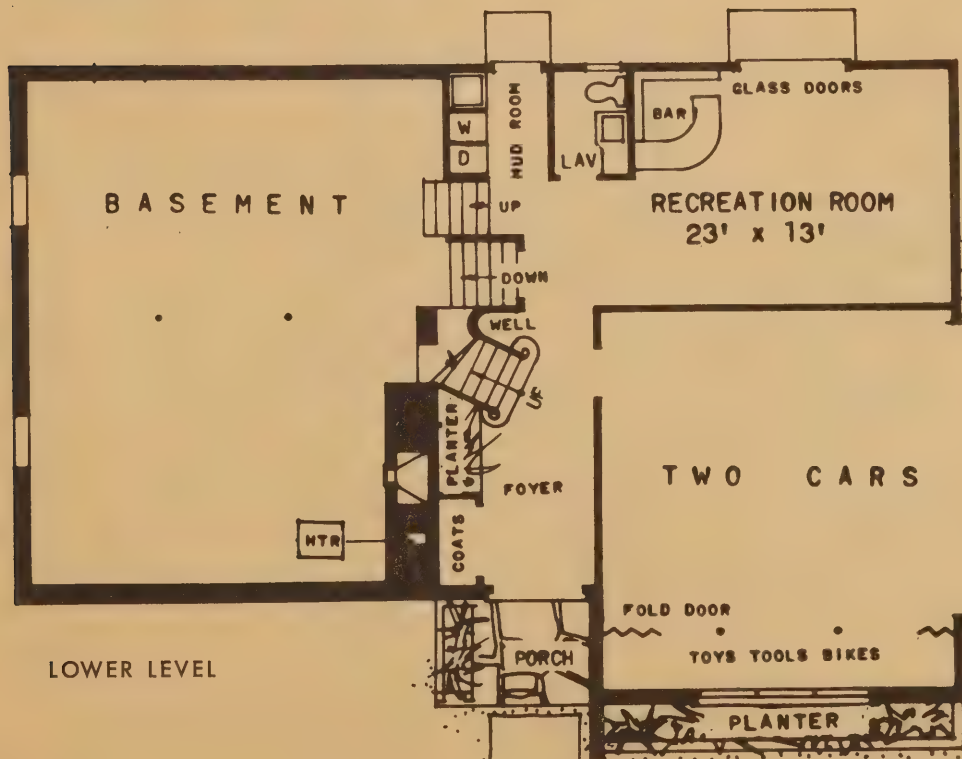 GLASS DOORS
BAR
W
D
MUD ROOM
LAV
BASEMENT
UP
RECREATION ROOM
23' x 13'
DOWN
WELL
UP
PLANTER
FOYER
TWO CARS
HTR
COATS
FOLD DOOR
TOYS TOOLS BIKES
PORCH
LOWER LEVEL
PLANTER